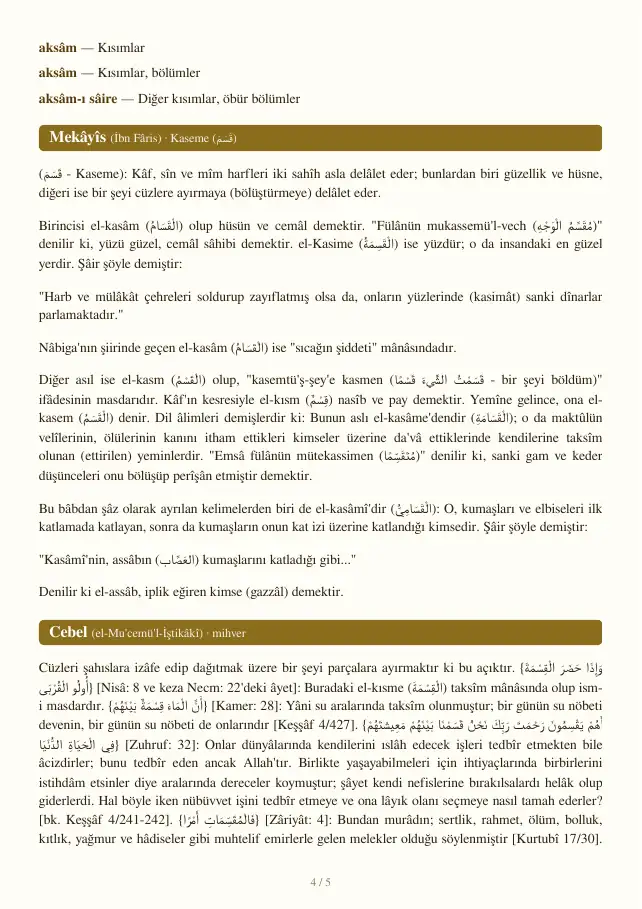 aksâm — Kısımlar
aksâm — Kısımlar, bölümler
aksâm-ı sâire — Diğer kısımlar, öbür bölümler
Mekâyîs (İbn Fâris) · Kaseme (قَسَمَ)
(قَسَمَ - Kaseme): Kâf, sîn ve mîm harfleri iki sahîh asla delâlet eder; bunlardan biri güzellik ve hüsne,
diğeri ise bir şeyi cüzlere ayırmaya (bölüştürmeye) delâlet eder.
Birincisi el-kasâm (الْقَسَامُ) olup hüsün ve cemâl demektir. "Fülânün mukassemü'l-vech (مُقَسَّمُ الْوَجْهِ)"
denilir ki, yüzü güzel, cemâl sâhibi demektir. el-Kasime (الْقَسِمَةُ) ise yüzdür; o da insandaki en güzel
yerdir. Şâir şöyle demiştir:
"Harb ve mülâkât çehreleri soldurup zayıflatmış olsa da, onların yüzlerinde (kasimât) sanki dînarlar
parlamaktadır."
Nâbiga'nın şiirinde geçen el-kasâm (الْقَسَامُ) ise "sıcağın şiddeti" mânâsındadır.
Diğer asıl ise el-kasm (الْقَسْمُ) olup, "kasemtü'ş-şey'e kasmen (قَسَمْتُ الشَّيْءَ قَسْمًا - bir şeyi böldüm)"
ifâdesinin masdarıdır. Kâf'ın kesresiyle el-kısm (قِسْمٌ) nasîb ve pay demektir. Yemîne gelince, ona el-
kasem (الْقَسَمُ) denir. Dil âlimleri demişlerdir ki: Bunun aslı el-kasâme'dendir (الْقَسَامَةِ); o da maktûlün
velîlerinin, ölülerinin kanını itham ettikleri kimseler üzerine da'vâ ettiklerinde kendilerine taksîm
olunan (ettirilen) yeminlerdir. "Emsâ fülânün mütekassimen (مُتَقَسِّمًا)" denilir ki, sanki gam ve keder
düşünceleri onu bölüşüp perîşân etmiştir demektir.
Bu bâbdan şâz olarak ayrılan kelimelerden biri de el-kasâmî'dir (الْقَسَامِيُّ): O, kumaşları ve elbiseleri ilk
katlamada katlayan, sonra da kumaşların onun kat izi üzerine katlandığı kimsedir. Şâir şöyle demiştir:
"Kasâmî'nin, assâbın (العَصَّاب) kumaşlarını katladığı gibi..."
Denilir ki el-assâb, iplik eğiren kimse (gazzâl) demektir.
Cebel (el-Mu'cemü'l-İştikâkî) · mihver
Cüzleri şahıslara izâfe edip dağıtmak üzere bir şeyi parçalara ayırmaktır ki bu açıktır. {وَإِذَا حَضَرَ الْقِسْمَةَ
أُولُو الْقُرْبَى} [Nisâ: 8 ve keza Necm: 22'deki âyet]: Buradaki el-kısme (الْقِسْمَةَ) taksîm mânâsında olup ism-
i masdardır. {أَنَّ الْمَاءَ قِسْمَةٌ بَيْنَهُمْ} [Kamer: 28]: Yâni su aralarında taksîm olunmuştur; bir günün su nöbeti
devenin, bir günün su nöbeti de onlarındır [Keşşâf 4/427]. {أَهُمْ يَقْسِمُونَ رَحْمَتَ رَبِّكَ نَحْنُ قَسَمْنَا بَيْنَهُمْ مَعِيشَتَهُمْ
فِي الْحَيَاةِ الدُّنْيَا} [Zuhruf: 32]: Onlar dünyâlarında kendilerini ıslâh edecek işleri tedbîr etmekten bile
âcizdirler; bunu tedbîr eden ancak Allah'tır. Birlikte yaşayabilmeleri için ihtiyaçlarında birbirlerini
istihdâm etsinler diye aralarında dereceler koymuştur; şâyet kendi nefislerine bırakılsalardı helâk olup
giderlerdi. Hal böyle iken nübüvvet işini tedbîr etmeye ve ona lâyık olanı seçmeye nasıl tamah ederler?
[bk. Keşşâf 4/241-242]. {فَالْمُقَسِّمَاتِ أَمْرًا} [Zâriyât: 4]: Bundan murâdın; sertlik, rahmet, ölüm, bolluk,
kıtlık, yağmur ve hâdiseler gibi muhtelif emirlerle gelen melekler olduğu söylenmiştir [Kurtubî 17/30].
4 / 5